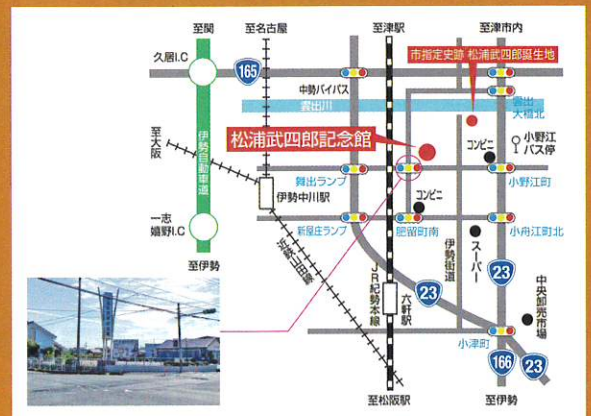 至関
至名古屋
至津駅
至津市内
久居I.C
165
市指定史跡 松浦武四郎誕生地
中勢バイパス
雲出川
雲出
大橋北
至大阪
伊勢自動車道
松浦武四郎記念館
コンビニ
小野江
バス停
舞出ランプ
小野江町
伊勢中川駅
コンビニ
一志
嬉野I.C
新屋庄ランプ
肥留町南
小舟江町北
至伊勢
近鉄山田線
JR紀勢本線
六軒駅
伊勢街道
スーパー
23
23
中央卸売市場
小津町
166
23
至松阪駅
至伊勢